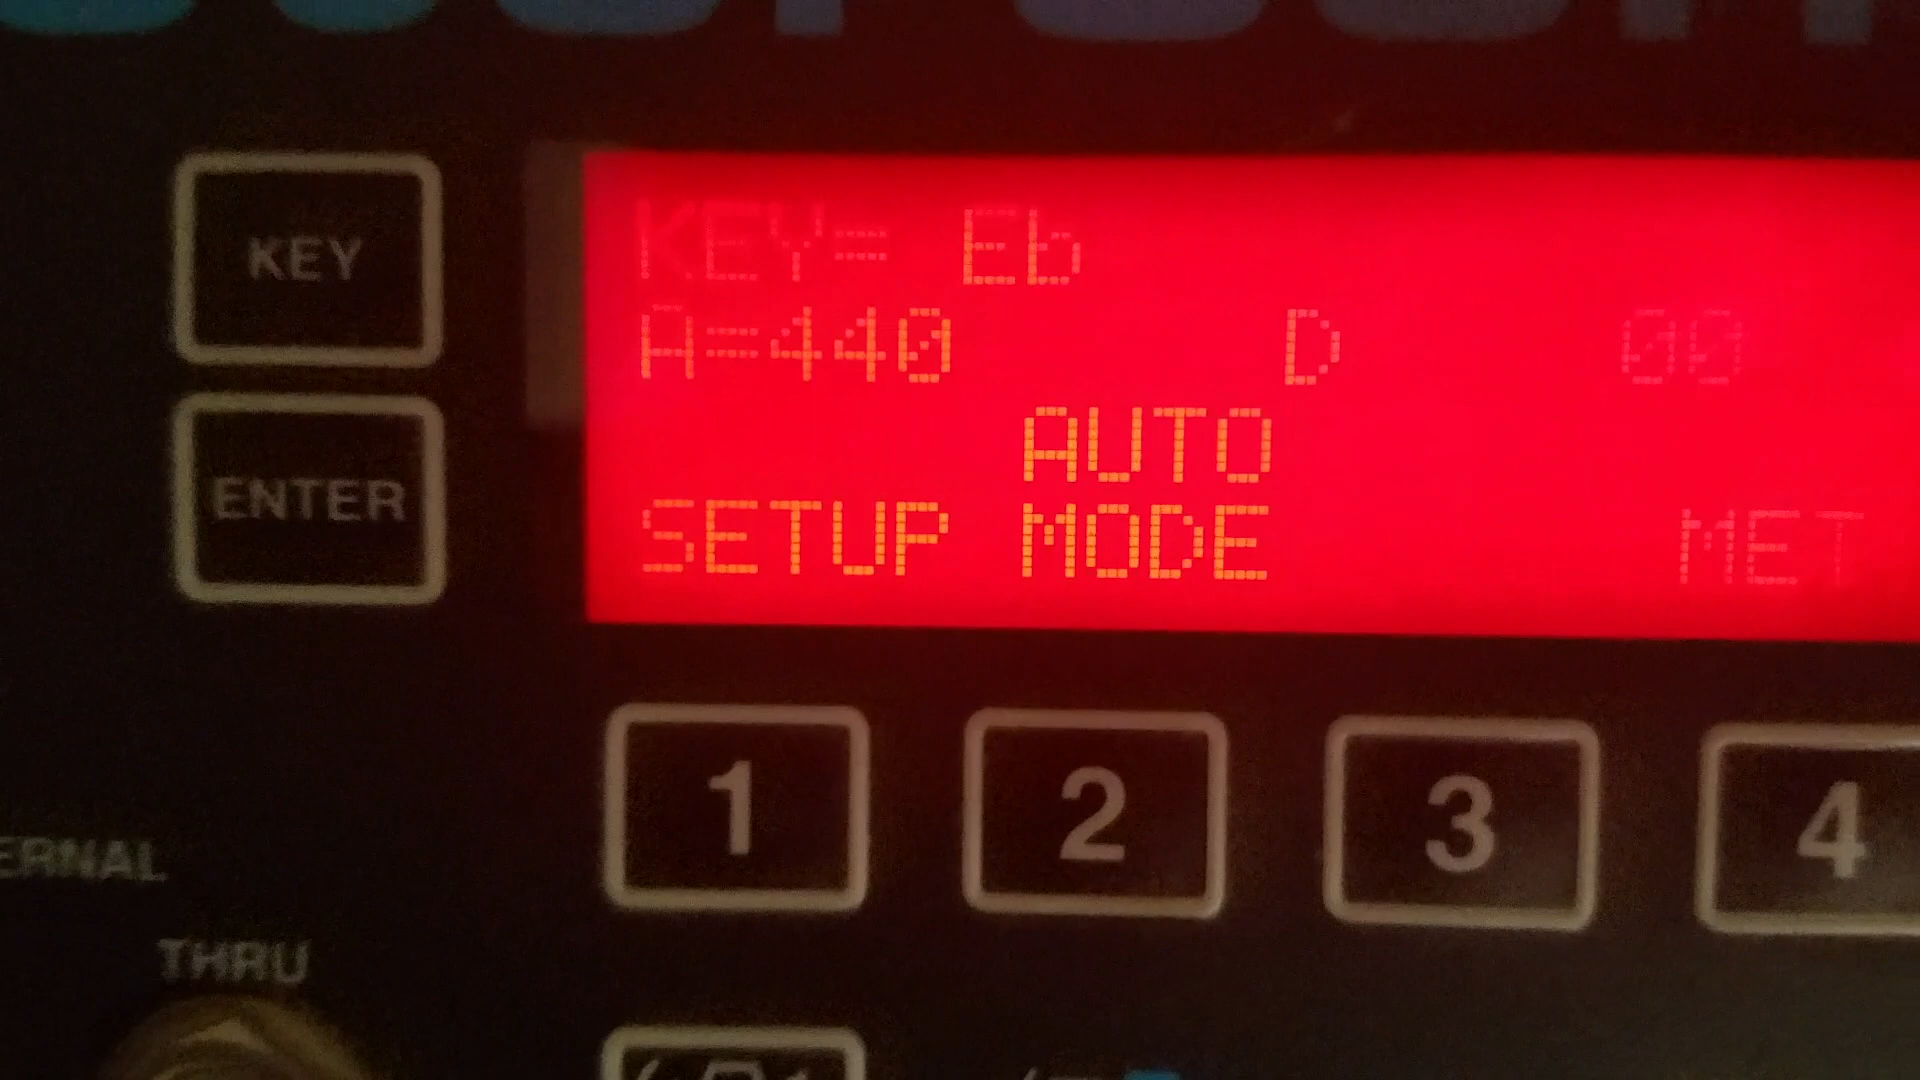 KEY
KEY= Eb
A=440 D 00
AUTO
ENTER
SETUP MODE MET
1 2 3 4
ERNAL
THRU